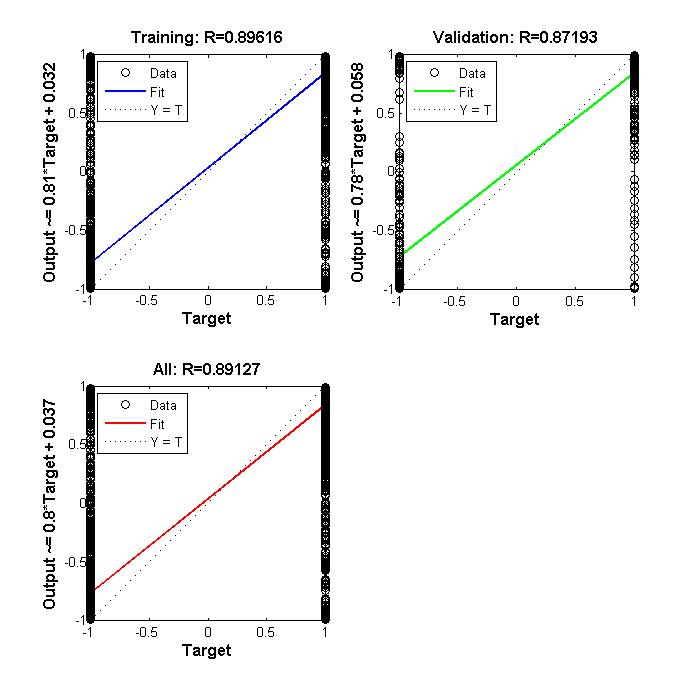 Training: R=0.89616
Output ~= 0.81*Target + 0.032
1
0.5
0
-0.5
-1
Data
Fit
Y = T
-1
-0.5
0
0.5
1
Target
Validation: R=0.87193
Output ~= 0.78*Target + 0.058
1
0.5
0
-0.5
-1
Data
Fit
Y = T
-1
-0.5
0
0.5
1
Target
All: R=0.89127
Output ~= 0.8*Target + 0.037
1
0.5
0
-0.5
-1
Data
Fit
Y = T
-1
-0.5
0
0.5
1
Target